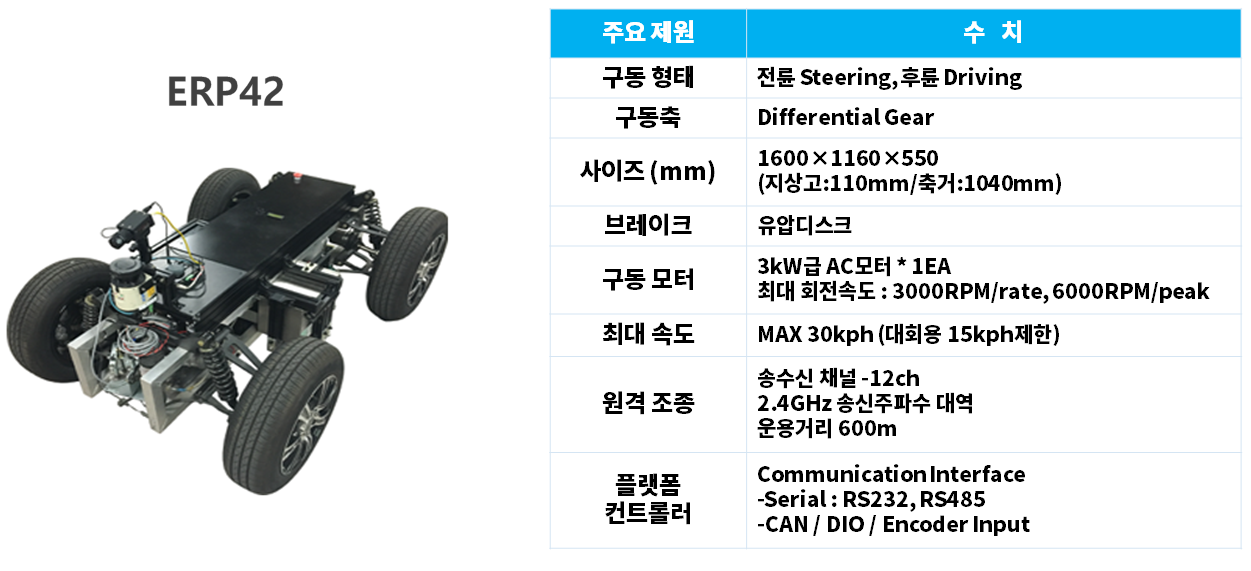 ERP42
주요 제원
수 치
구동 형태
전륜 Steering, 후륜 Driving
구동축
Differential Gear
사이즈 (mm)
1600×1160×550
(지상고:110mm/축거:1040mm)
브레이크
유압디스크
구동 모터
3kW급 AC모터 * 1EA
최대 회전속도 : 3000RPM/rate, 6000RPM/peak
최대 속도
MAX 30kph (대회용 15kph제한)
원격 조종
송수신 채널 -12ch
2.4GHz 송신주파수 대역
운용거리 600m
플랫폼
컨트롤러
Communication Interface
-Serial : RS232, RS485
-CAN / DIO / Encoder Input